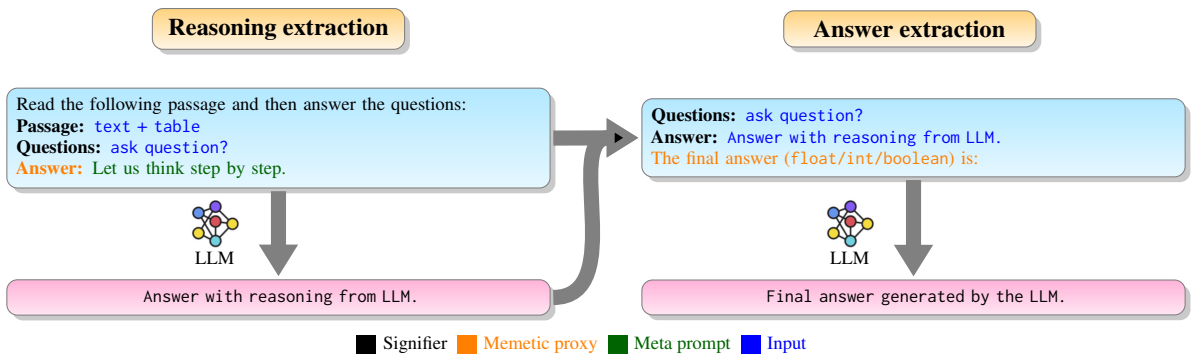 Reasoning extraction
Answer extraction
Read the following passage and then answer the questions:
Passage: text + table
Questions: ask question?
Answer: Let us think step by step.
Questions: ask question?
Answer: Answer with reasoning from LLM.
The final answer (float/int/boolean) is:
LLM
LLM
Answer with reasoning from LLM.
Final answer generated by the LLM.
Signifier Memetic proxy Meta prompt Input